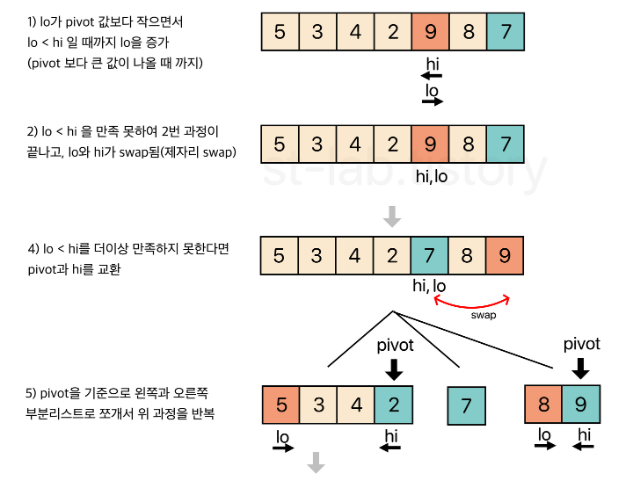 1) lo가 pivot 값보다 작으면서
lo < hi 일 때까지 lo을 증가
(pivot 보다 큰 값이 나올 때 까지)
5 3 4 2 9 8 7
hi
lo
2) lo < hi 을 만족 못하여 2번 과정이
끝나고, lo와 hi가 swap됨(제자리 swap)
5 3 4 2 9 8 7
hi,lo
st-lab.tistory
4) lo < hi를 더이상 만족하지 못한다면
pivot과 hi를 교환
5 3 4 2 7 8 9
hi,lo
swap
pivot
pivot
5) pivot을 기준으로 왼쪽과 오른쪽
부분리스트로 쪼개서 위 과정을 반복
5 3 4 2
7
8 9
lo
hi
lo
hi